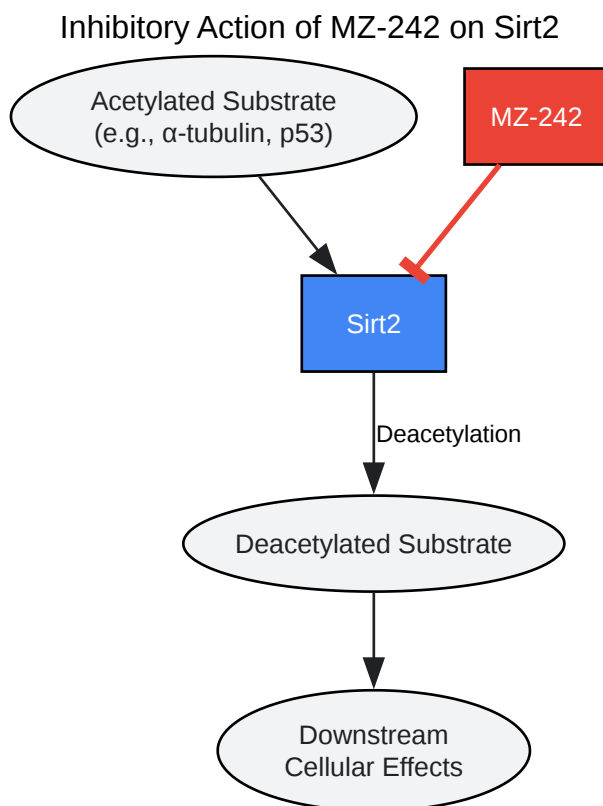 Inhibitory Action of MZ-242 on Sirt2
Acetylated Substrate
(e.g., α-tubulin, p53)
MZ-242
Sirt2
Deacetylation
Deacetylated Substrate
Downstream
Cellular Effects